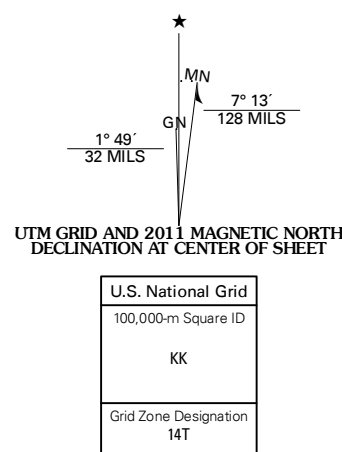 MN
GN
7° 13´
128 MILS
1° 49´
32 MILS
UTM GRID AND 2011 MAGNETIC NORTH
DECLINATION AT CENTER OF SHEET
U.S. National Grid
100,000-m Square ID
KK
Grid Zone Designation
14T